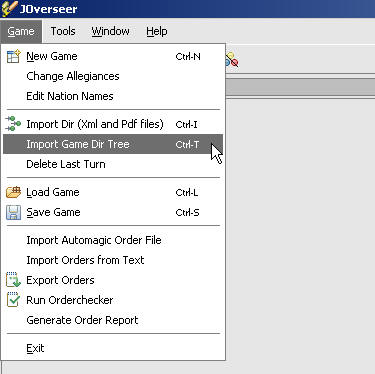 JOverseer
Game Tools Window Help
New Game Ctrl-N
Change Allegiances
Edit Nation Names
Import Dir (Xml and Pdf files) Ctrl-I
Import Game Dir Tree Ctrl-T
Delete Last Turn
Load Game Ctrl-L
Save Game Ctrl-S
Import Automagic Order File
Import Orders from Text
Export Orders
Run Orderchecker
Generate Order Report
Exit